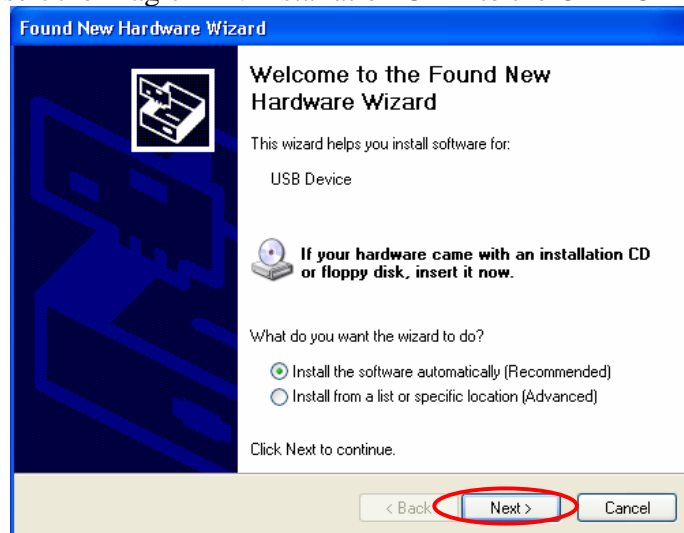 Found New Hardware Wizard
Welcome to the Found New
Hardware Wizard
This wizard helps you install software for:
USB Device
If your hardware came with an installation CD
or floppy disk, insert it now.
What do you want the wizard to do?
Install the software automatically (Recommended)
Install from a list or specific location (Advanced)
Click Next to continue.
< Back
Next >
Cancel